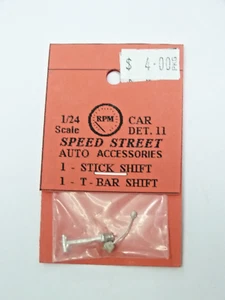 $ 4.00
1/24 RPM CAR
Scale DET. 11
SPEED STREET
AUTO ACCESSORIES
1 - STICK SHIFT
1 - T - BAR SHIFT